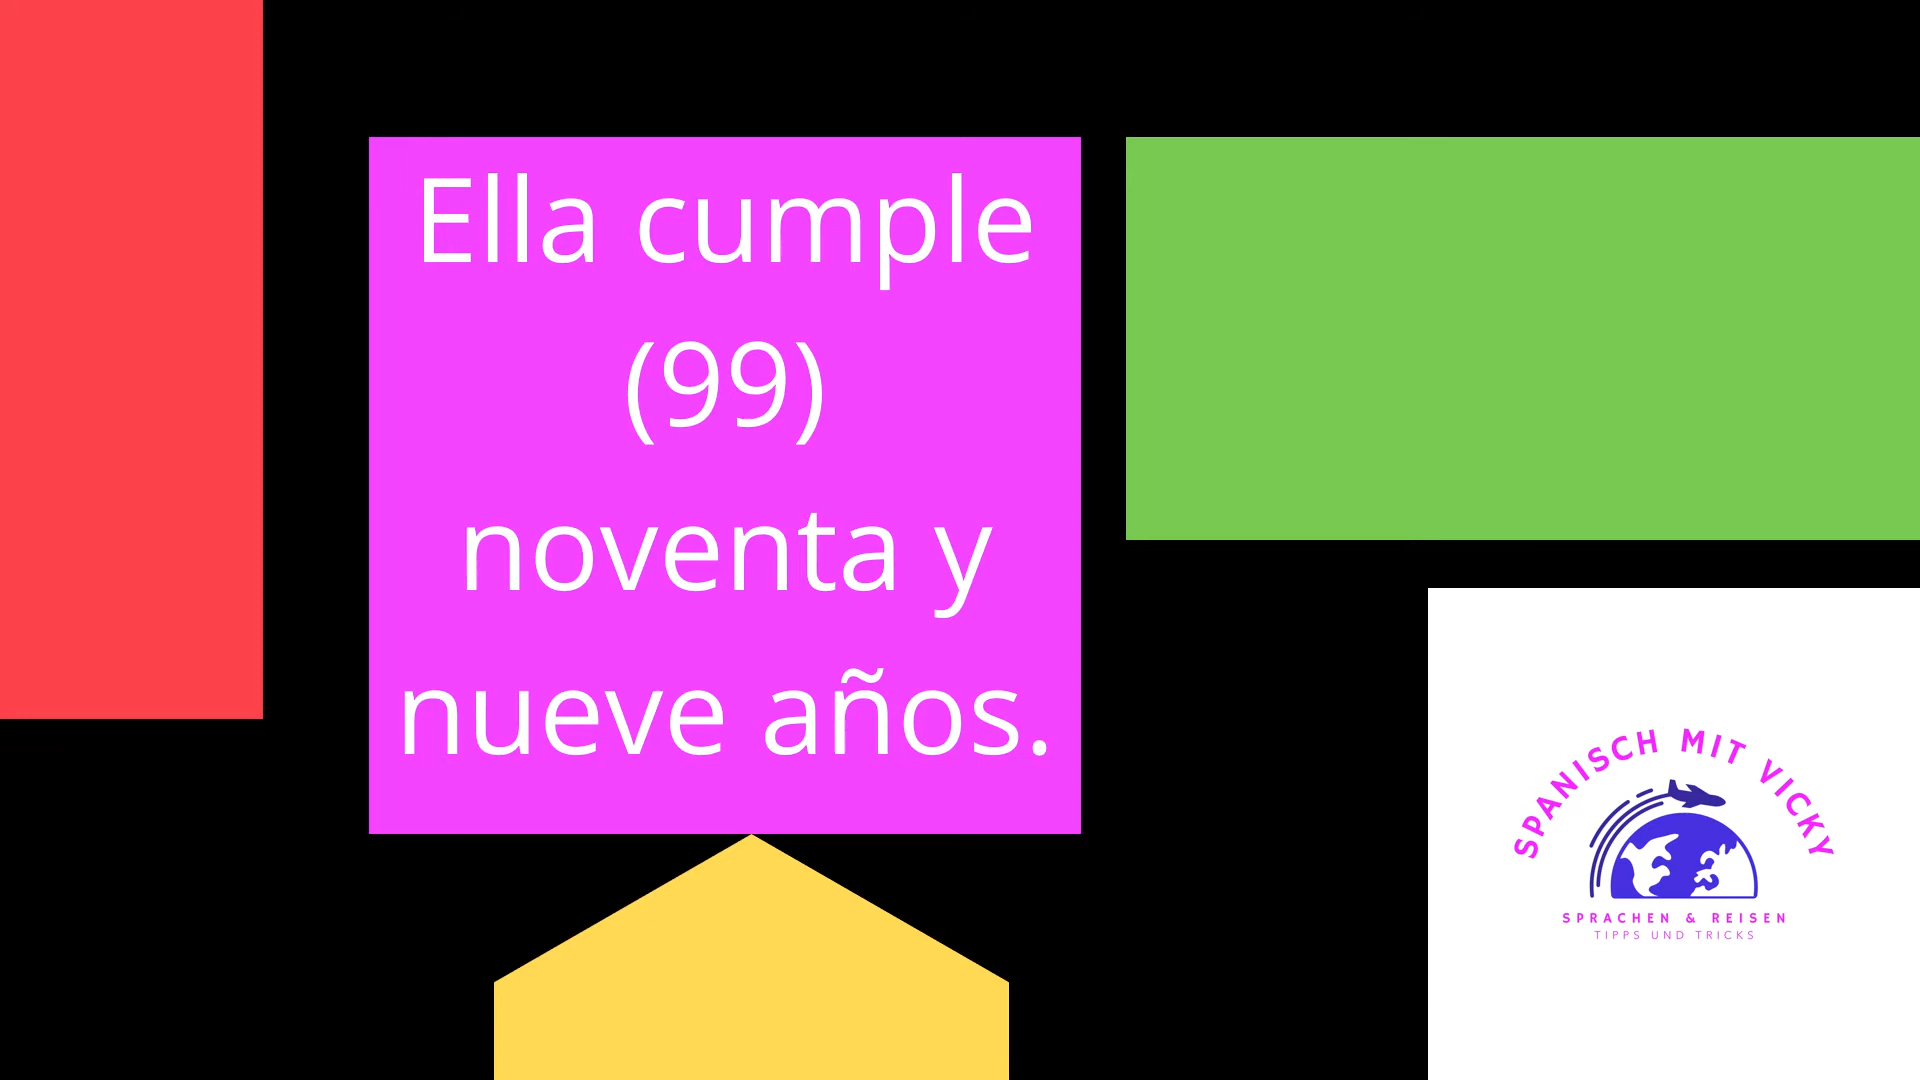 Ella cumple
(99)
noventa y
nueve años.
SPANISCH MIT VICKY
SPRACHEN & REISEN
TIPPS UND TRICKS